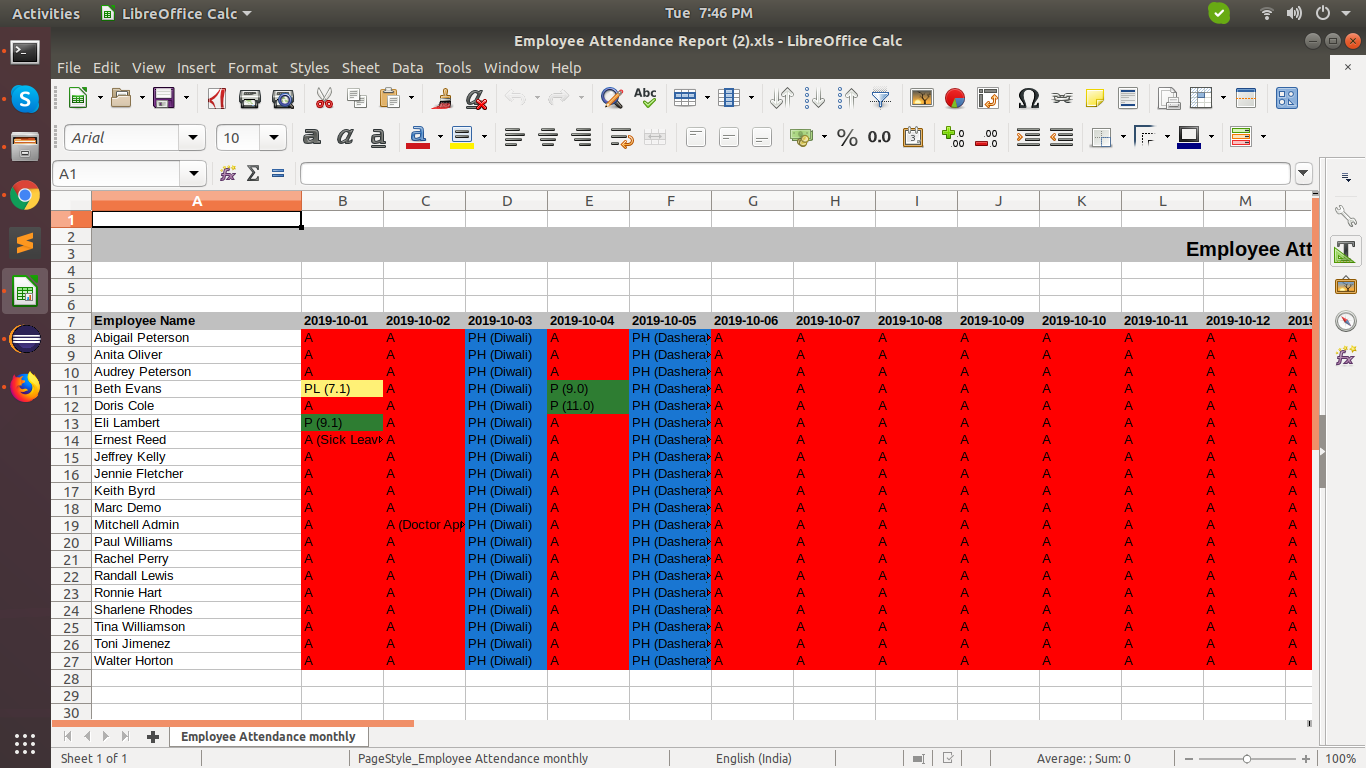 Activities LibreOffice Calc Tue 7:46 PM
Employee Attendance Report (2).xls - LibreOffice Calc
File Edit View Insert Format Styles Sheet Data Tools Window Help
Arial 10
A1
A B C D E F G H I J K L M
1
2
3 Employee Att
4
5
6
7 Employee Name 2019-10-01 2019-10-02 2019-10-03 2019-10-04 2019-10-05 2019-10-06 2019-10-07 2019-10-08 2019-10-09 2019-10-10 2019-10-11 2019-10-12 2019
8 Abigail Peterson A A PH (Diwali) A PH (Dashera A A A A A A A A
9 Anita Oliver A A PH (Diwali) A PH (Dashera A A A A A A A A
10 Audrey Peterson A A PH (Diwali) A PH (Dashera A A A A A A A A
11 Beth Evans PL (7.1) A PH (Diwali) P (9.0) PH (Dashera A A A A A A A A
12 Doris Cole A A PH (Diwali) P (11.0) PH (Dashera A A A A A A A A
13 Eli Lambert P (9.1) A PH (Diwali) A PH (Dashera A A A A A A A A
14 Ernest Reed A (Sick Leav A PH (Diwali) A PH (Dashera A A A A A A A A
15 Jeffrey Kelly A A PH (Diwali) A PH (Dashera A A A A A A A A
16 Jennie Fletcher A A PH (Diwali) A PH (Dashera A A A A A A A A
17 Keith Byrd A A PH (Diwali) A PH (Dashera A A A A A A A A
18 Marc Demo A A PH (Diwali) A PH (Dashera A A A A A A A A
19 Mitchell Admin A A (Doctor App PH (Diwali) A PH (Dashera A A A A A A A A
20 Paul Williams A A PH (Diwali) A PH (Dashera A A A A A A A A
21 Rachel Perry A A PH (Diwali) A PH (Dashera A A A A A A A A
22 Randall Lewis A A PH (Diwali) A PH (Dashera A A A A A A A A
23 Ronnie Hart A A PH (Diwali) A PH (Dashera A A A A A A A A
24 Sharlene Rhodes A A PH (Diwali) A PH (Dashera A A A A A A A A
25 Tina Williamson A A PH (Diwali) A PH (Dashera A A A A A A A A
26 Toni Jimenez A A PH (Diwali) A PH (Dashera A A A A A A A A
27 Walter Horton A A PH (Diwali) A PH (Dashera A A A A A A A A
28
29
30
Employee Attendance monthly
Sheet 1 of 1 PageStyle_Employee Attendance monthly English (India) Average: ; Sum: 0 100%